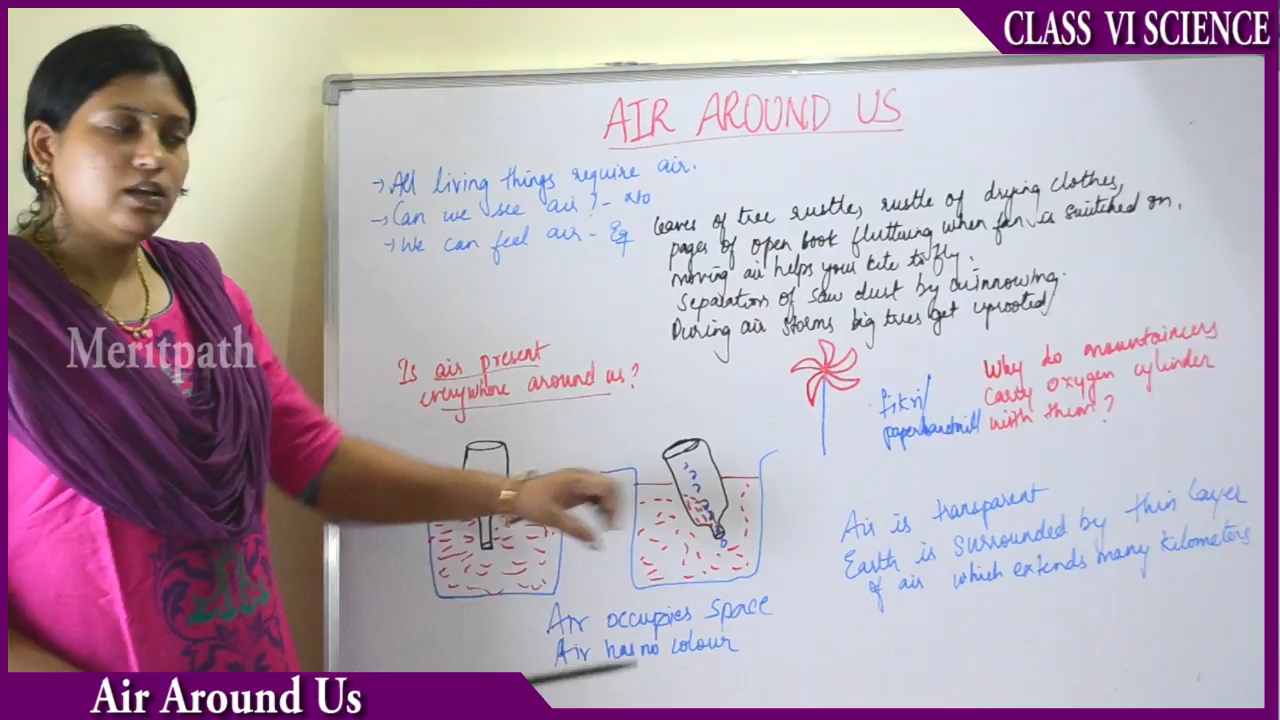 CLASS VI SCIENCE
AIR AROUND US
→ All living things require air.
→ Can we see air? - No
→ We can feel air - Eg
leaves of tree rustle, rustle of drying clothes,
pages of open book fluttering when fan is switched on.
moving air helps your kite to fly.
Separation of saw dust by winnowing.
During air storms big trees get uprooted
Meritpath
Is air present
everywhere around us?
firki/
Why do mountaineers
carry oxygen cylinder
with them?
Air is transparent
Earth is surrounded by thin layer
of air which extends many kilometers
Air occupies space
Air has no colour
Air Around Us